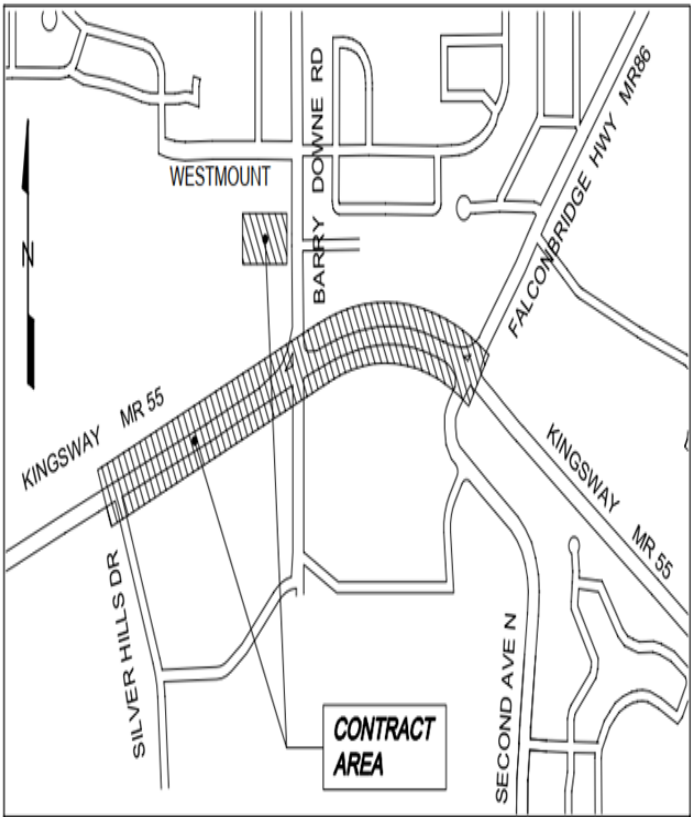 WESTMOUNT
BARRY DOWNE RD
FALCONBRIDGE HWY MR86
N
KINGSWAY MR 55
KINGSWAY MR 55
SILVER HILLS DR
SECOND AVE N
CONTRACT
AREA